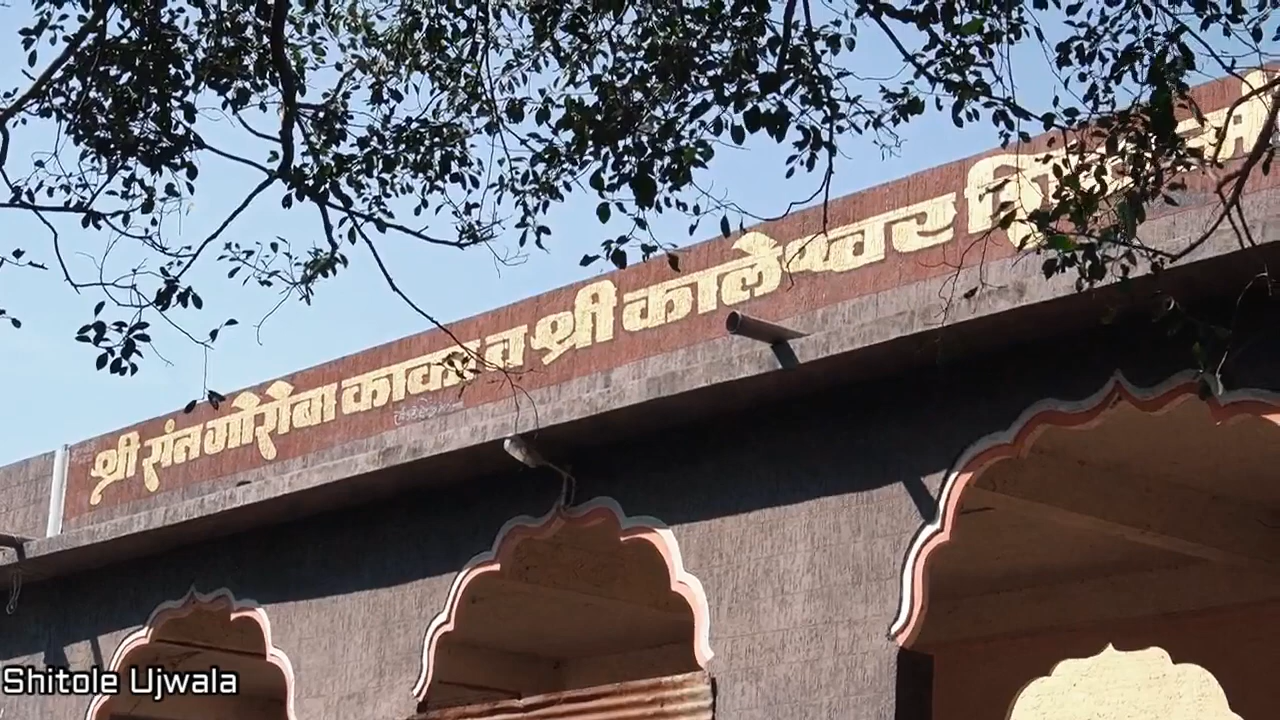 श्री संत गोरोबा काका व श्री कालेश्वर
Shitole Ujwala